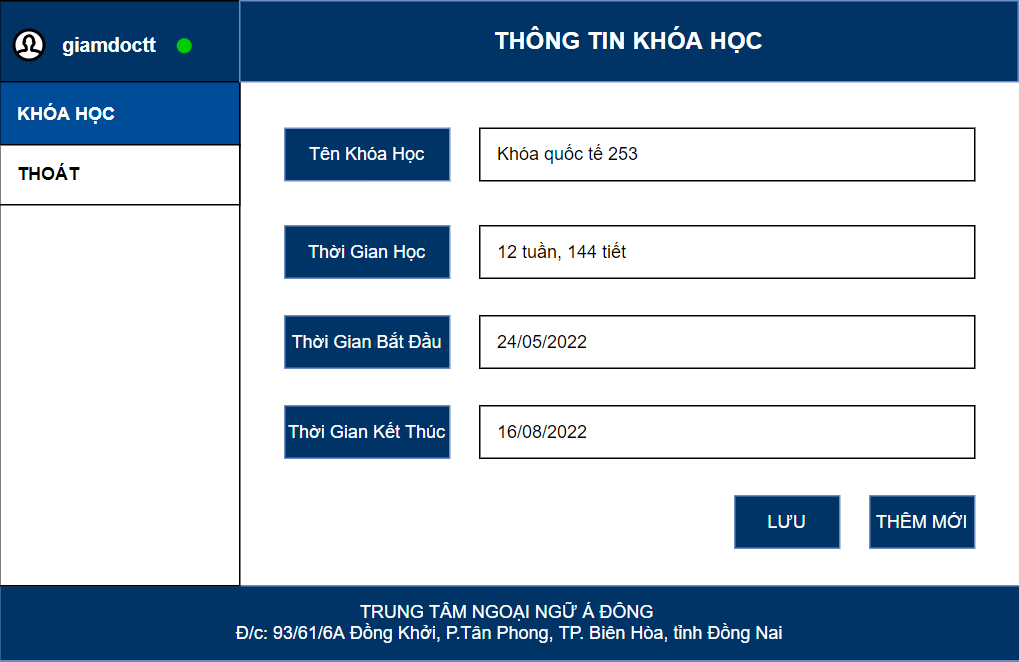 giamdoctt
THÔNG TIN KHÓA HỌC
KHÓA HỌC
THOÁT
Tên Khóa Học
Khóa quốc tế 253
Thời Gian Học
12 tuần, 144 tiết
Thời Gian Bắt Đầu
24/05/2022
Thời Gian Kết Thúc
16/08/2022
LƯU
THÊM MỚI
TRUNG TÂM NGOẠI NGỮ Á ĐÔNG
Đ/c: 93/61/6A Đồng Khởi, P.Tân Phong, TP. Biên Hòa, tỉnh Đồng Nai